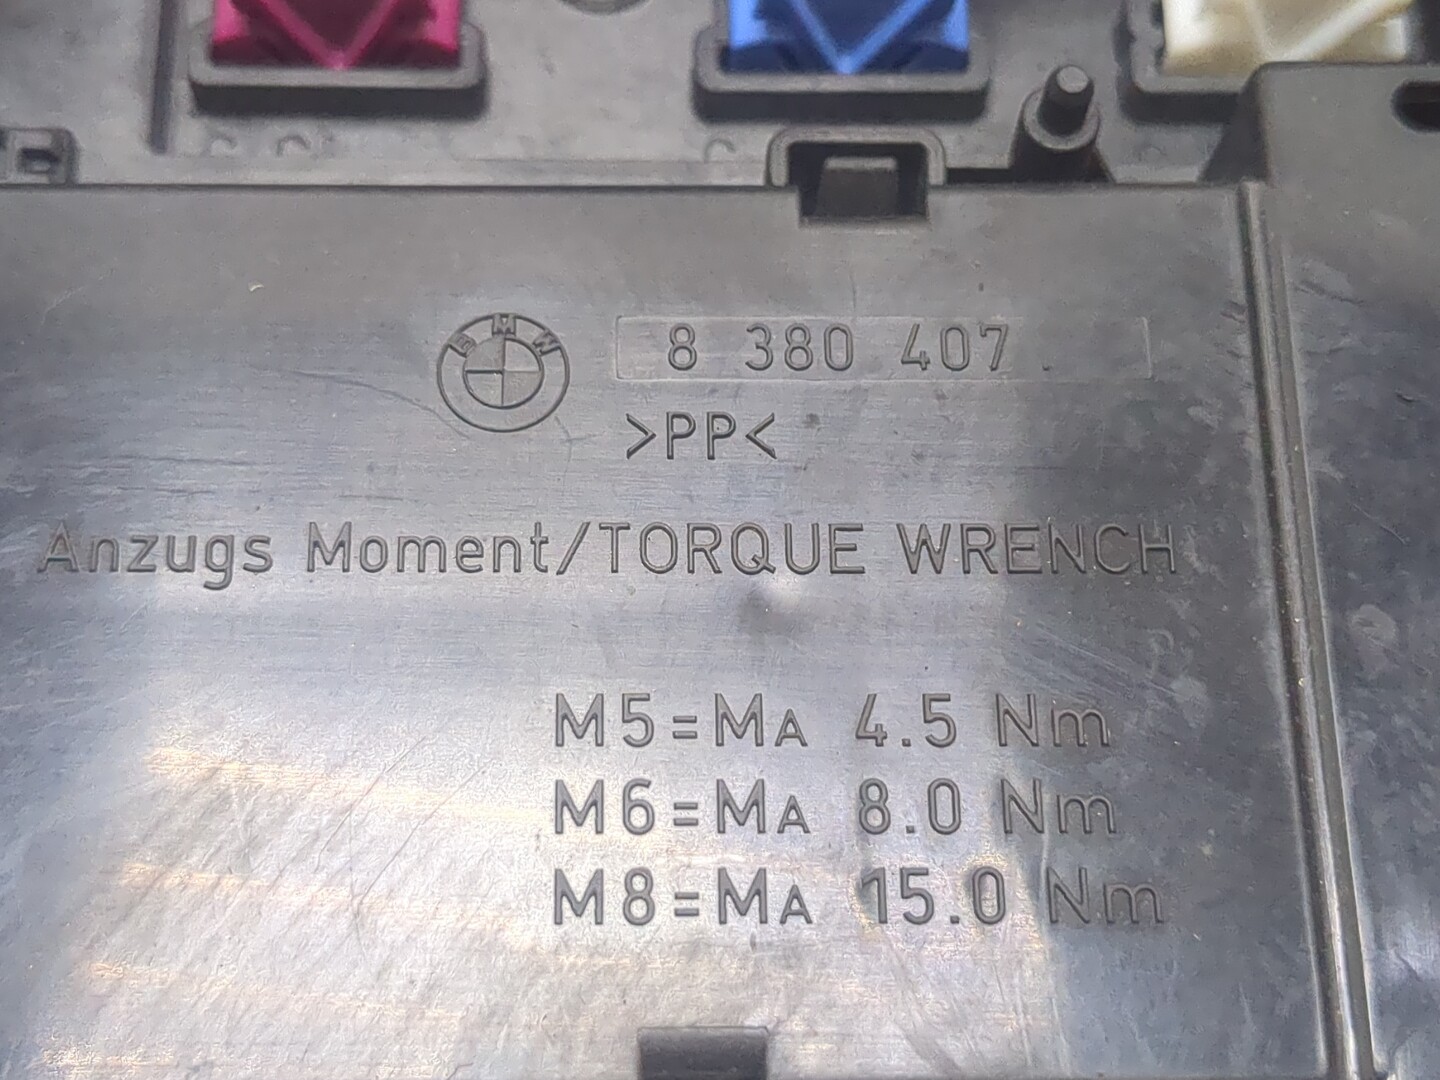 BMW
8 380 407.
>PP<
Anzugs Moment/TORQUE WRENCH
M5=MA 4.5 Nm
M6=MA 8.0 Nm
M8=MA 15.0 Nm